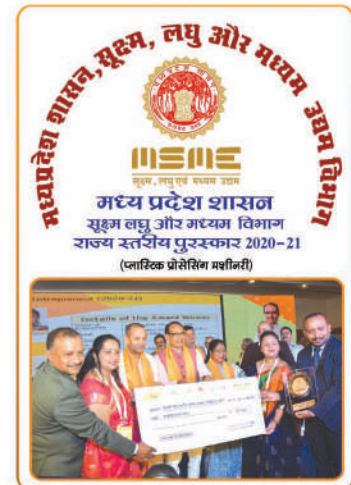 मध्यप्रदेश शासन, सूक्ष्म, लघु और मध्यम उद्यम विभाग
MSME
सूक्ष्म, लघु एवं मध्यम उद्यम
मध्य प्रदेश शासन
सूक्ष्म लघु और मध्यम विभाग
राज्य स्तरीय पुरस्कार 2020-21
(प्लास्टिक प्रोसेसिंग मशीनरी)
Details of the Award Winner